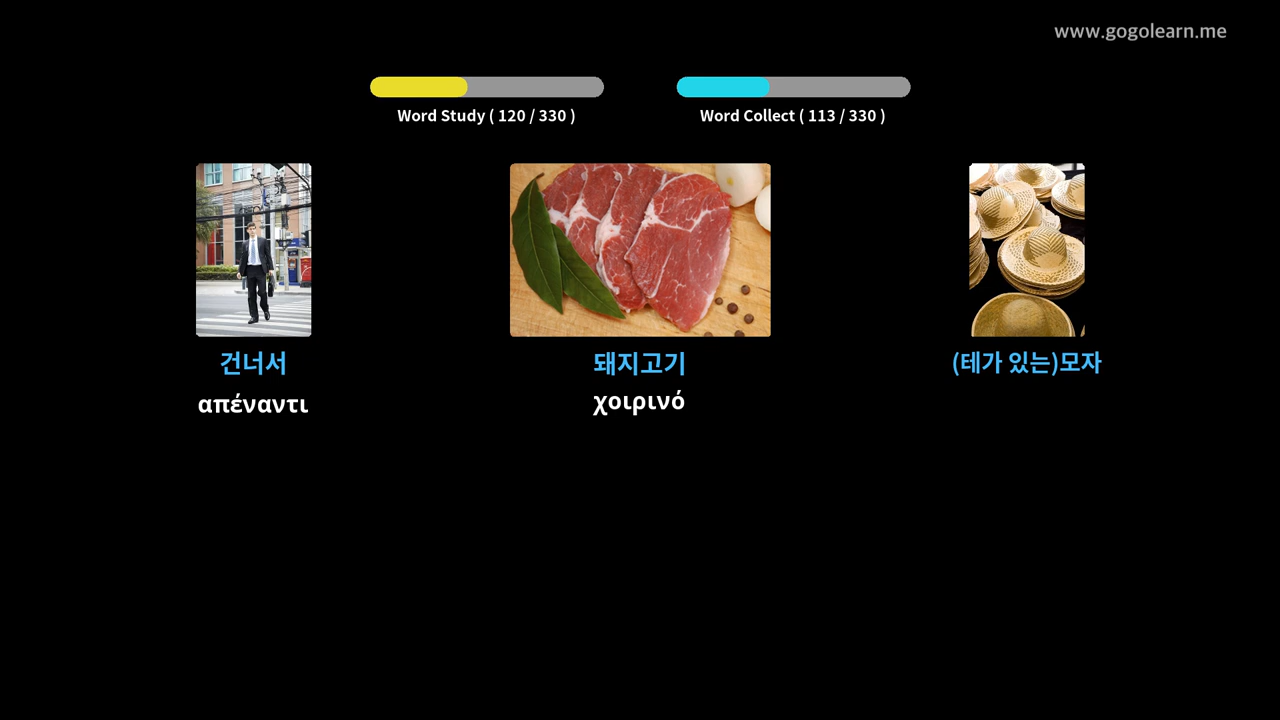 www.gogolearn.me
Word Study ( 120 / 330 )
Word Collect ( 113 / 330 )
건너서
돼지고기
(테가 있는)모자
απέναντι
χοιρινό